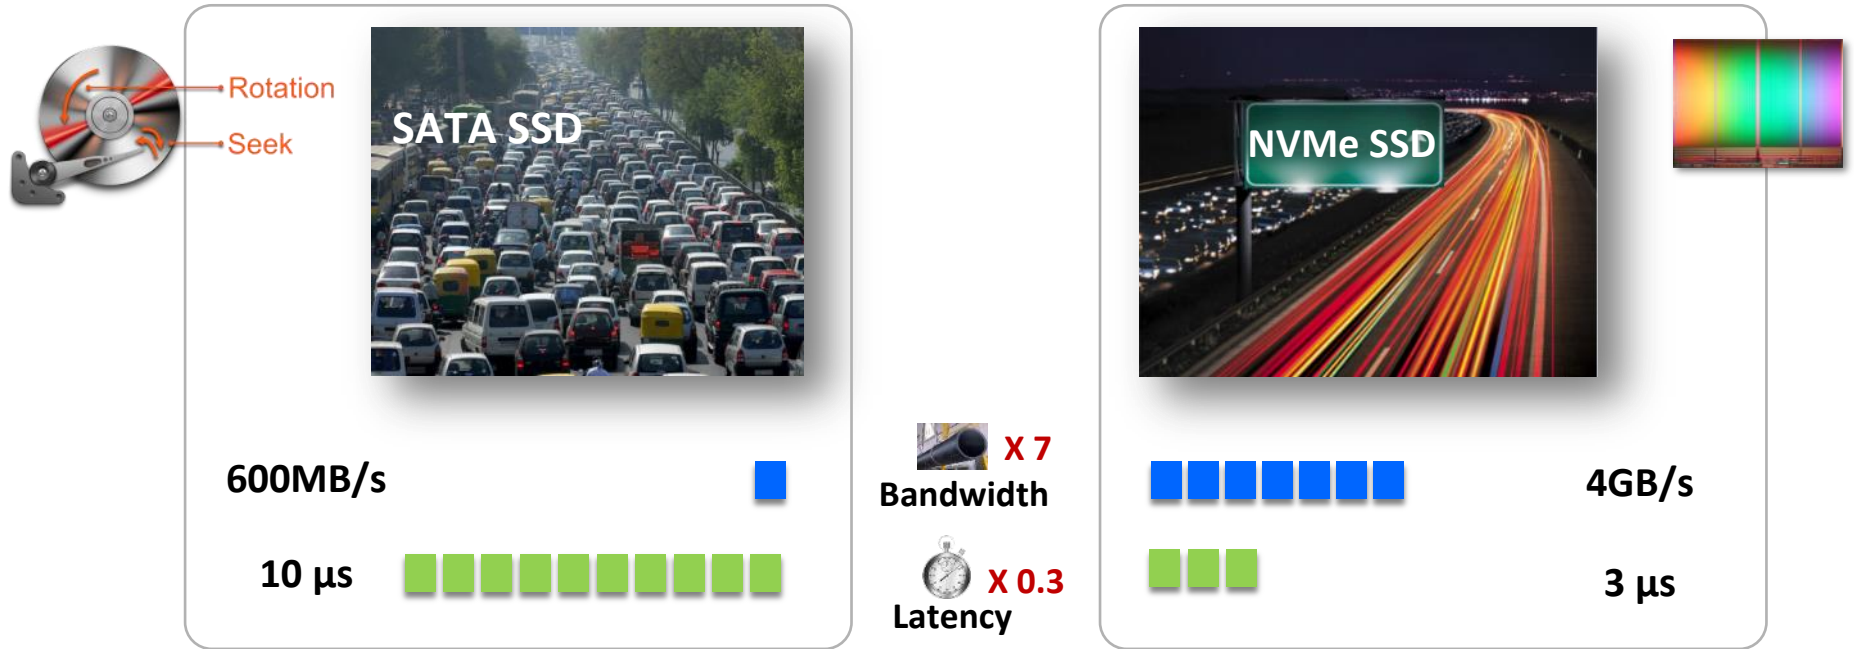 Rotation
Seek
SATA SSD
NVMe SSD
600MB/s
X 7
Bandwidth
4GB/s
10 µs
X 0.3
Latency
3 µs